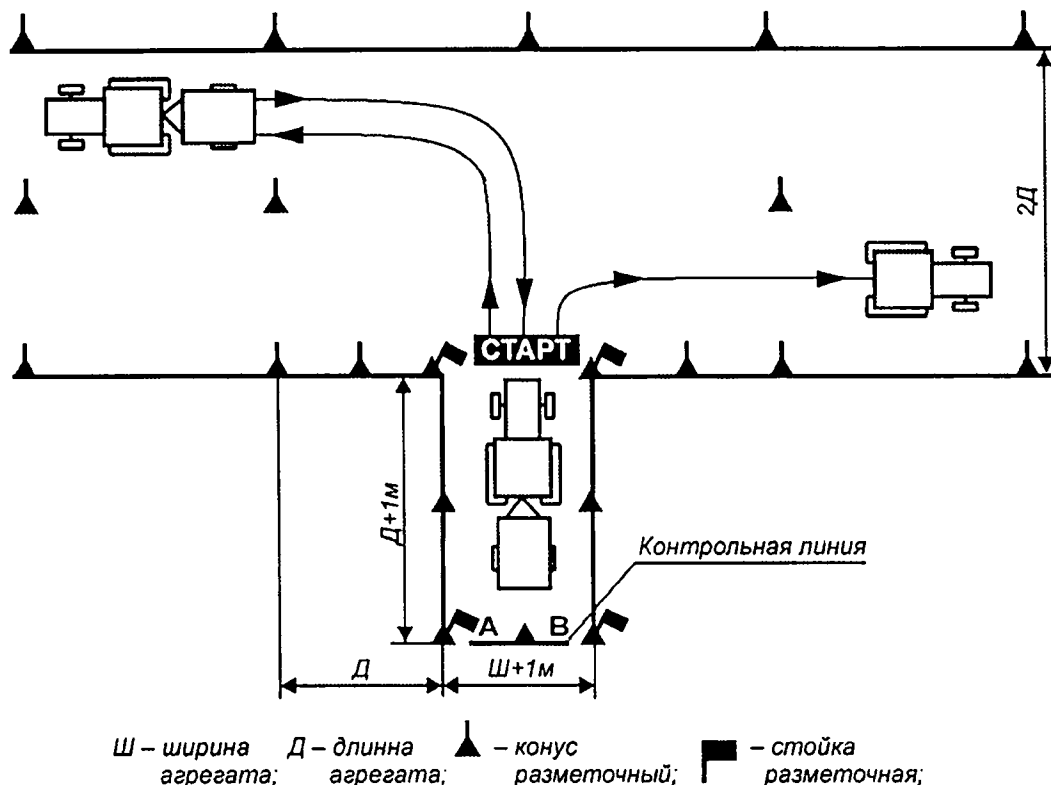 2Д
СТАРТ
Д+1м
Контрольная линия
А В
Д
Ш+1м
Ш – ширина агрегата;
Д – длинна агрегата;
– конус разметочный;
– стойка разметочная;